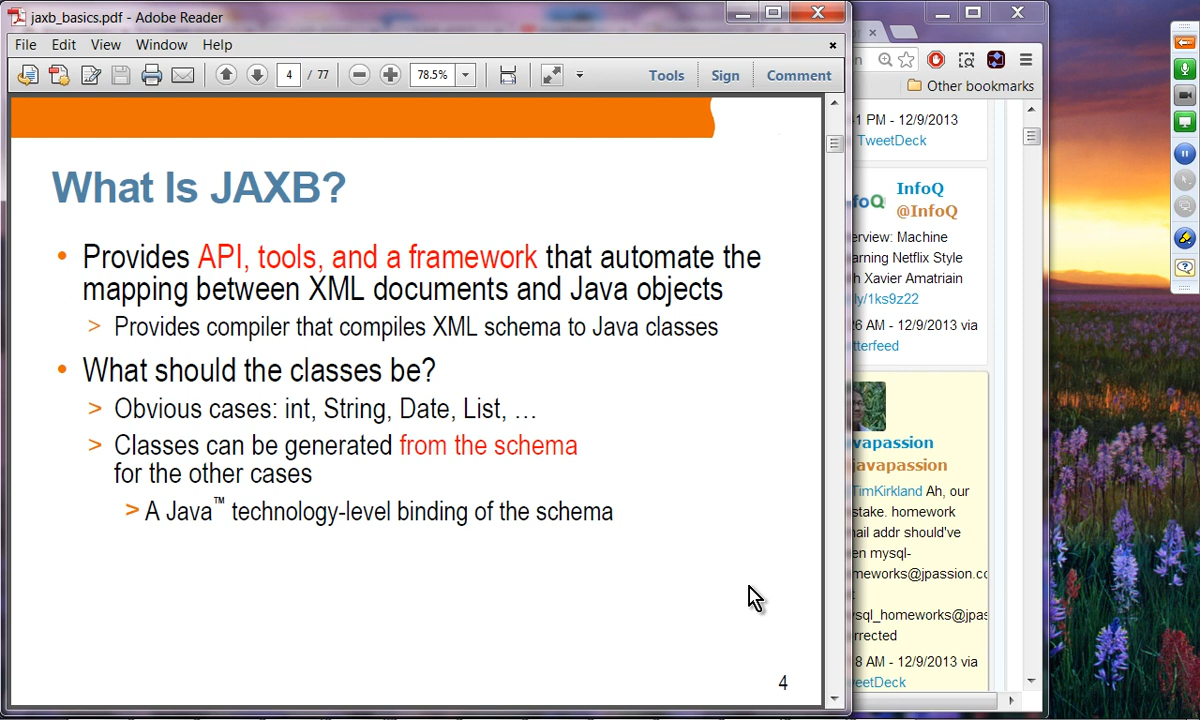 jaxb_basics.pdf - Adobe Reader
File Edit View Window Help
4 / 77 78.5% Tools Sign Comment
What Is JAXB?
• Provides API, tools, and a framework that automate the
mapping between XML documents and Java objects
> Provides compiler that compiles XML schema to Java classes
• What should the classes be?
> Obvious cases: int, String, Date, List, …
> Classes can be generated from the schema
for the other cases
> A Java™ technology-level binding of the schema
4
Other bookmarks
1 PM - 12/9/2013
TweetDeck
foQ
InfoQ
@InfoQ
erview: Machine
arning Netflix Style
h Xavier Amatriain
ly/1ks9z22
26 AM - 12/9/2013 via
tterfeed
vapassion
javapassion
TimKirkland Ah, our
stake. homework
ail addr should've
en mysql-
meworks@jpassion.co
sql_homeworks@jpas
rrected
8 AM - 12/9/2013 via
eetDeck